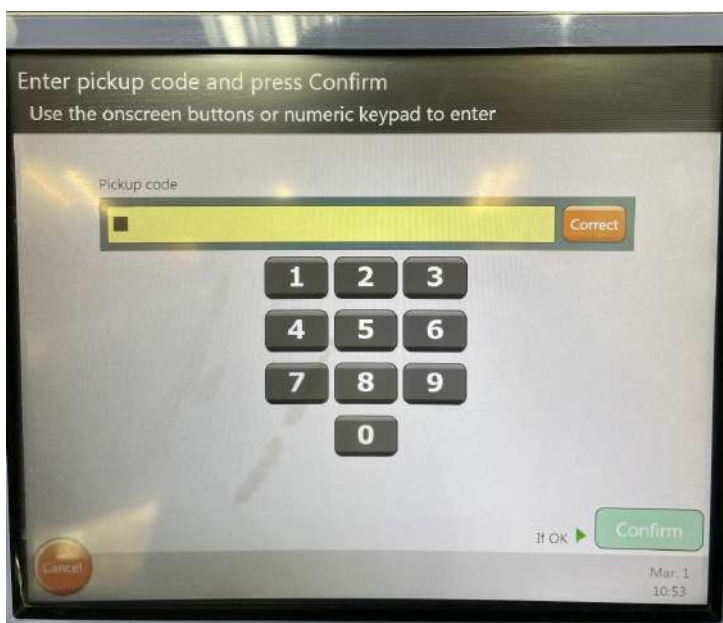 Enter pickup code and press Confirm
Use the onscreen buttons or numeric keypad to enter
Pickup code
Correct
1 2 3
4 5 6
7 8 9
0
If OK Confirm
Cancel
Mar. 1
10:53